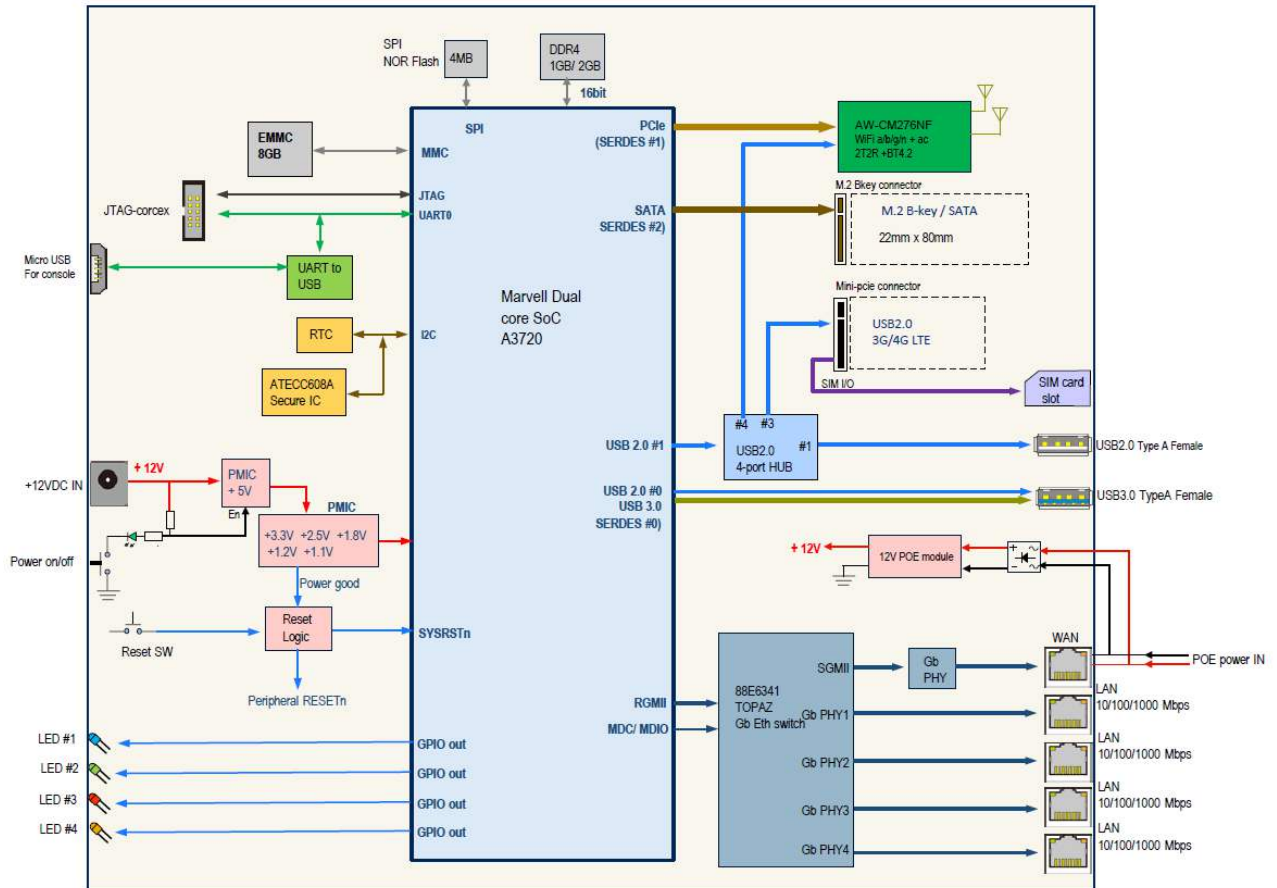 SPI
NOR Flash
4MB
DDR4
1GB/ 2GB
16bit
SPI
EMMC
8GB
MMC
JTAG-corcex
JTAG
UART0
Micro USB
For console
UART to
USB
RTC
I2C
ATECC608A
Secure IC
Marvell Dual
core SoC
A3720
PCIe
(SERDES #1)
AW-CM276NF
WiFi a/b/g/n + ac
2T2R +BT4.2
M.2 Bkey connector
SATA
SERDES #2)
M.2 B-key / SATA
22mm x 80mm
Mini-pcie connector
USB2.0
3G/4G LTE
SIM I/O
SIM card
slot
USB 2.0 #1
#4 #3
#1
USB2.0
4-port HUB
USB2.0 Type A Female
USB 2.0 #0
USB 3.0
SERDES #0)
USB3.0 TypeA Female
+12VDC IN
+ 12V
PMIC
+ 5V
En
PMIC
+3.3V +2.5V +1.8V
+1.2V +1.1V
Power on/off
Power good
Reset SW
Reset
Logic
SYSRSTn
Peripheral RESETn
+ 12V
12V POE module
+
−
WAN
POE power IN
SGMII
Gb
PHY
88E6341
TOPAZ
Gb Eth switch
RGMII
MDC/ MDIO
Gb PHY1
LAN
10/100/1000 Mbps
Gb PHY2
LAN
10/100/1000 Mbps
Gb PHY3
LAN
10/100/1000 Mbps
Gb PHY4
LAN
10/100/1000 Mbps
LED #1
GPIO out
LED #2
GPIO out
LED #3
GPIO out
LED #4
GPIO out